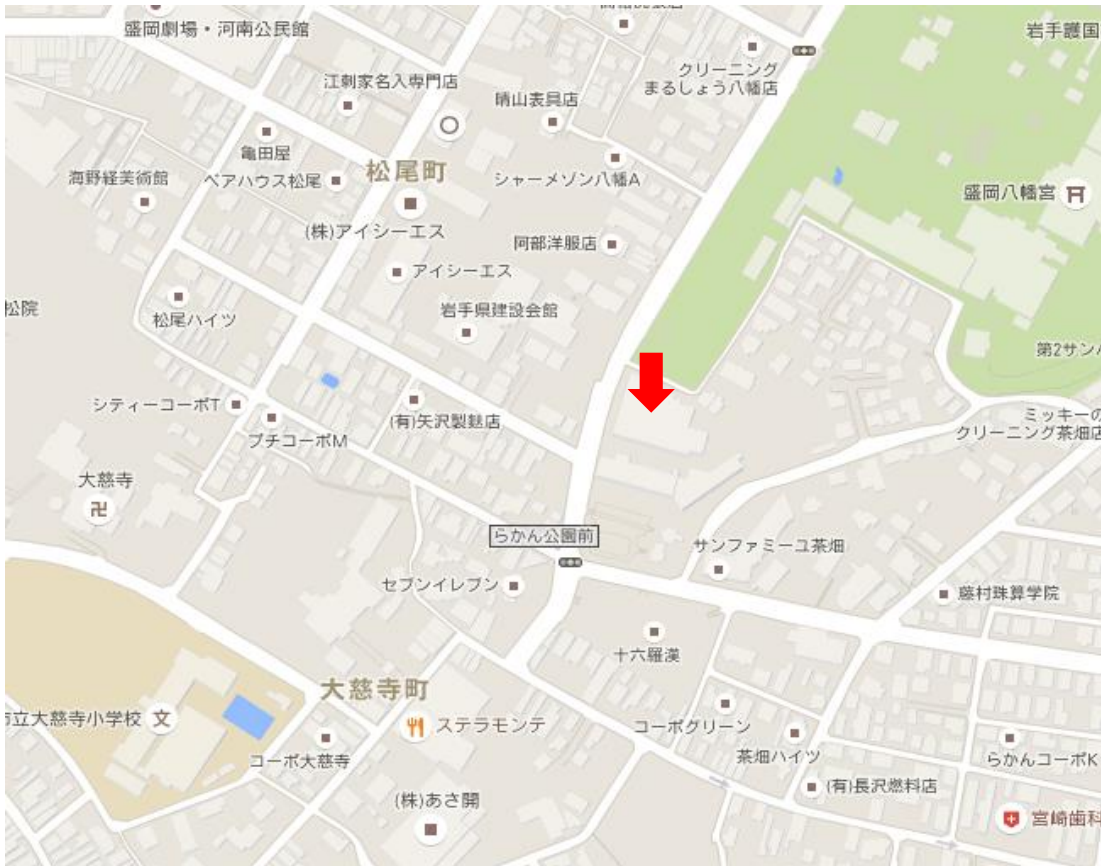 盛岡劇場・河南公民館
岩手護国
クリーニング
まるしょう八幡店
江刺家名入専門店
晴山表具店
亀田屋
松尾町
海野経美術館
ベアハウス松尾
シャーメゾン八幡A
盛岡八幡宮
(株)アイシーエス
阿部洋服店
アイシーエス
岩手県建設会館
松院
松尾ハイツ
第2サンハ
シティーコーポT
(有)矢沢製麩店
プチコーポM
ミッキーの
クリーニング茶畑店
大慈寺
卍
らかん公園前
サンファミーユ茶畑
セブンイレブン
藤村珠算学院
十六羅漢
大慈寺町
市立大慈寺小学校
文
ステラモンテ
コーポグリーン
コーポ大慈寺
茶畑ハイツ
らかんコーポK
(有)長沢燃料店
(株)あさ開
宮崎歯科